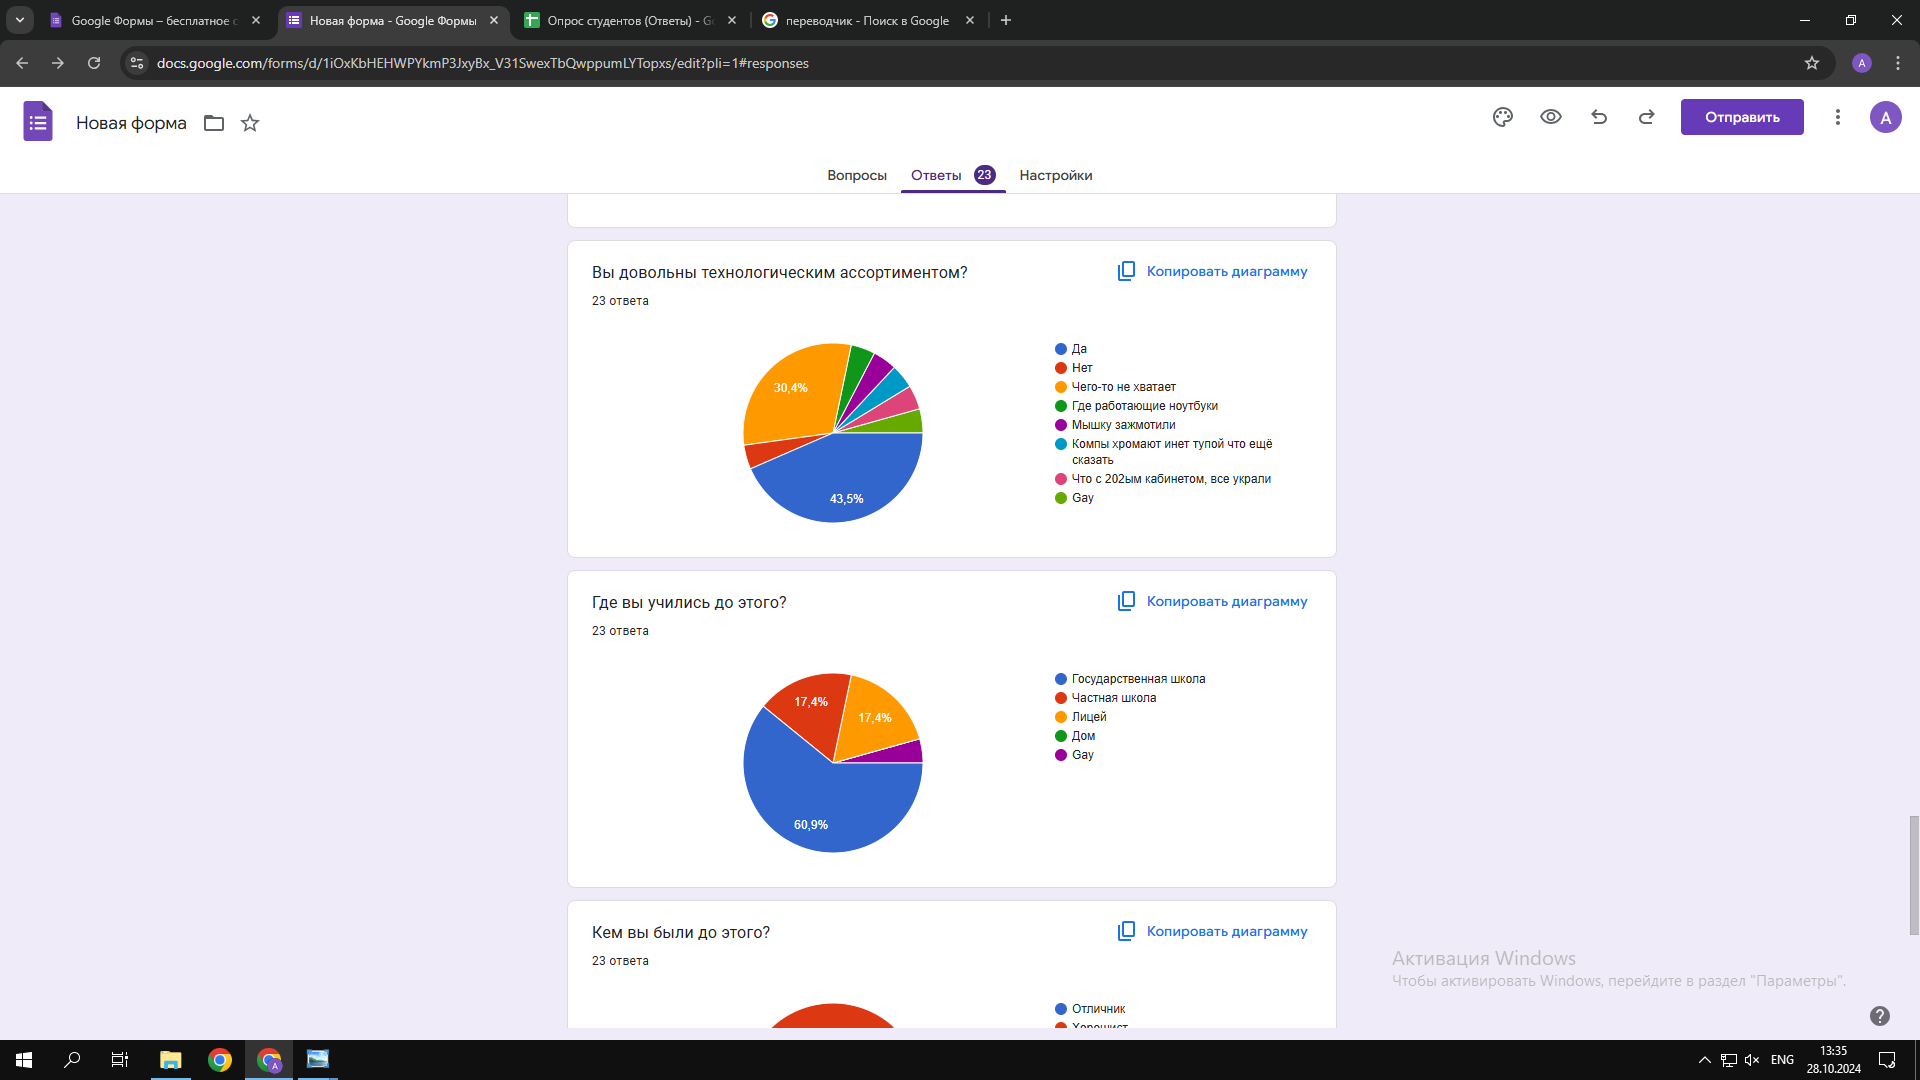 Google Формы – бесплатное с
Новая форма - Google Формы
Опрос студентов (Ответы) - Go
переводчик - Поиск в Google
docs.google.com/forms/d/1iOxKbHEHWPYkmP3JxyBx_V31SwexTbQwppumLYTopxs/edit?pli=1#responses
A
Новая форма
Отправить
A
Вопросы
Ответы 23
Настройки
Вы довольны технологическим ассортиментом?
Копировать диаграмму
23 ответа
30,4%
43,5%
Да
Нет
Чего-то не хватает
Где работающие ноутбуки
Мышку зажмотили
Компы хромают инет тупой что ещё
сказать
Что с 202ым кабинетом, все украли
Gay
Где вы учились до этого?
Копировать диаграмму
23 ответа
17,4%
17,4%
60,9%
Государственная школа
Частная школа
Лицей
Дом
Gay
Кем вы были до этого?
Копировать диаграмму
23 ответа
Отличник
Хорошист
Активация Windows
Чтобы активировать Windows, перейдите в раздел "Параметры".
A
ENG
13:35
28.10.2024